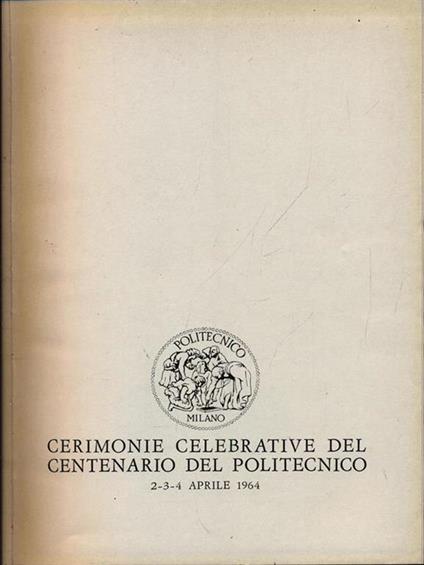 POLITECNICO
MILANO
CERIMONIE CELEBRATIVE DEL
CENTENARIO DEL POLITECNICO
2-3-4 APRILE 1964